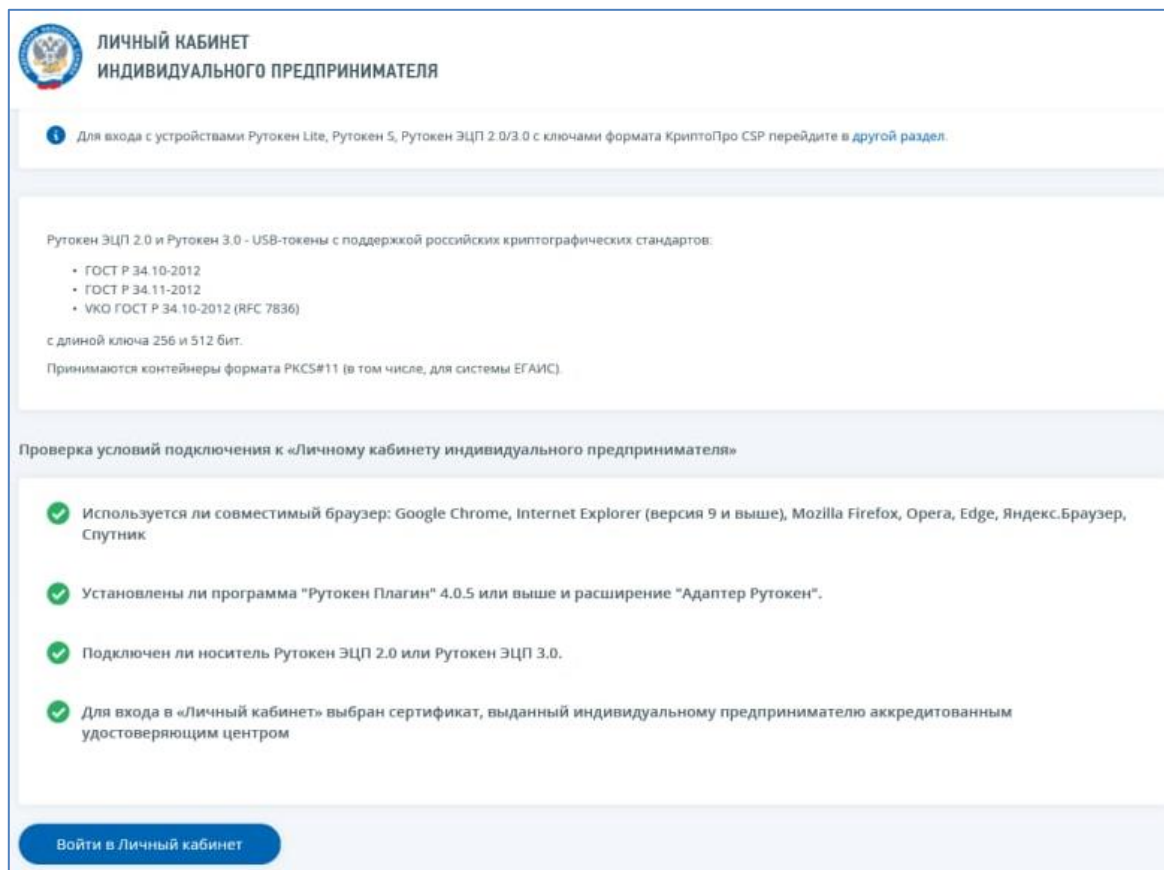 ЛИЧНЫЙ КАБИНЕТ
ИНДИВИДУАЛЬНОГО ПРЕДПРИНИМАТЕЛЯ
Для входа с устройствами Рутокен Lite, Рутокен S, Рутокен ЭЦП 2.0/3.0 с ключами формата КриптоПро CSP перейдите в другой раздел.
Рутокен ЭЦП 2.0 и Рутокен 3.0 - USB-токены с поддержкой российских криптографических стандартов:
• ГОСТ Р 34.10-2012
• ГОСТ Р 34.11-2012
• VKO ГОСТ Р 34.10-2012 (RFC 7836)
с длиной ключа 256 и 512 бит.
Принимаются контейнеры формата PKCS#11 (в том числе, для системы ЕГАИС).
Проверка условий подключения к «Личному кабинету индивидуального предпринимателя»
Используется ли совместимый браузер: Google Chrome, Internet Explorer (версия 9 и выше), Mozilla Firefox, Opera, Edge, Яндекс.Браузер,
Спутник
Установлены ли программа "Рутокен Плагин" 4.0.5 или выше и расширение "Адаптер Рутокен".
Подключен ли носитель Рутокен ЭЦП 2.0 или Рутокен ЭЦП 3.0.
Для входа в «Личный кабинет» выбран сертификат, выданный индивидуальному предпринимателю аккредитованным
удостоверяющим центром
Войти в Личный кабинет